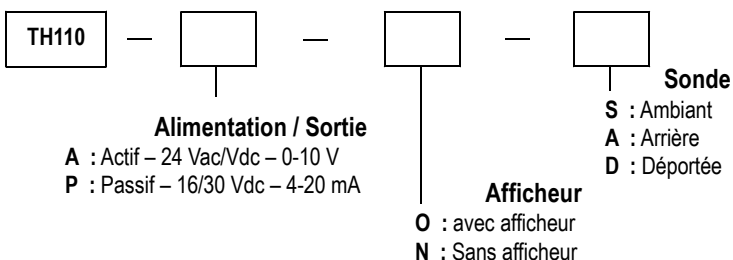 TH110
Alimentation / Sortie
A : Actif – 24 Vac/Vdc – 0-10 V
P : Passif – 16/30 Vdc – 4-20 mA
Afficheur
O : avec afficheur
N : Sans afficheur
Sonde
S : Ambiant
A : Arrière
D : Déportée